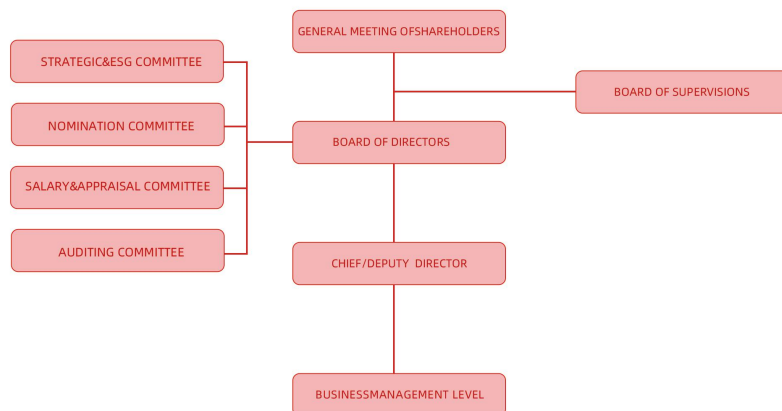 GENERAL MEETING OFSHAREHOLDERS
STRATEGIC&ESG COMMITTEE
BOARD OF SUPERVISIONS
NOMINATION COMMITTEE
BOARD OF DIRECTORS
SALARY&APPRAISAL COMMITTEE
AUDITING COMMITTEE
CHIEF/DEPUTY DIRECTOR
BUSINESSMANAGEMENT LEVEL